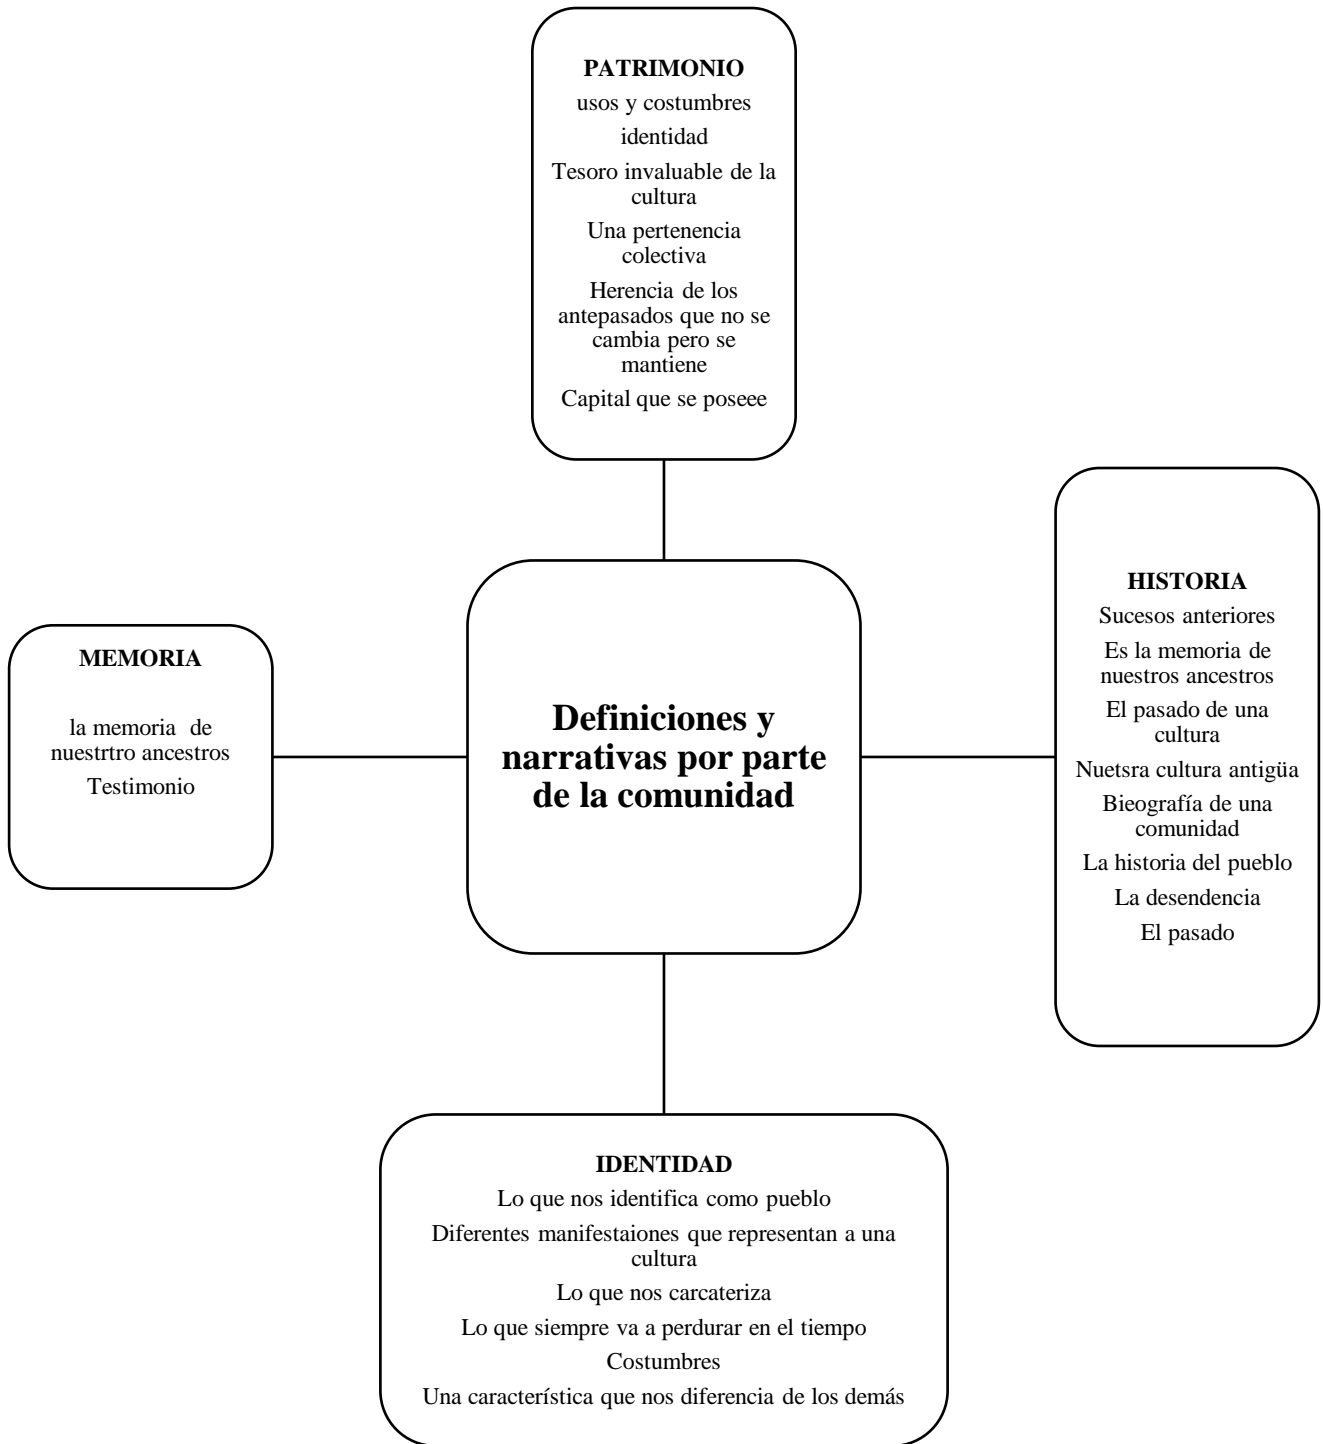 PATRIMONIO
usos y costumbres
identidad
Tesoro invaluable de la
cultura
Una pertenencia
colectiva
Herencia de los
antepasados que no se
cambia pero se
mantiene
Capital que se poseee
HISTORIA
Sucesos anteriores
Es la memoria de
nuestros ancestros
El pasado de una
cultura
Nuetsra cultura antigüa
Bieografía de una
comunidad
La historia del pueblo
La desendencia
El pasado
MEMORIA
la memoria de
nuestrtro ancestros
Testimonio
Definiciones y
narrativas por parte
de la comunidad
IDENTIDAD
Lo que nos identifica como pueblo
Diferentes manifestaiones que representan a una
cultura
Lo que nos carcateriza
Lo que siempre va a perdurar en el tiempo
Costumbres
Una característica que nos diferencia de los demás